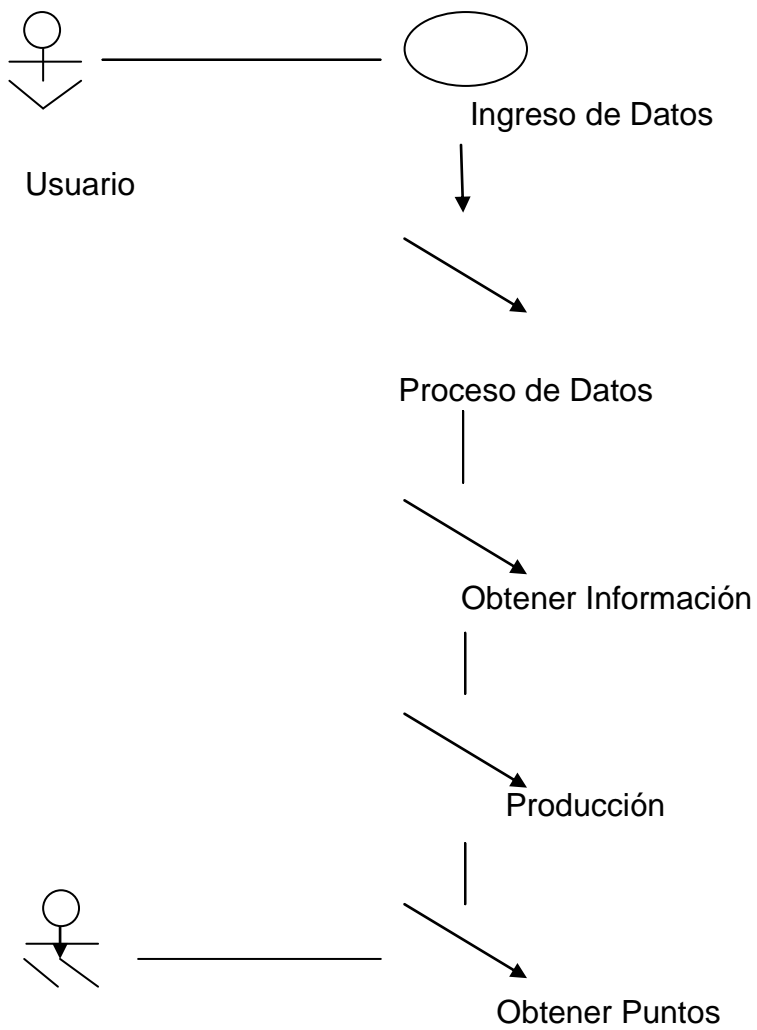 Ingreso de Datos
Usuario
Proceso de Datos
Obtener Información
Producción
Obtener Puntos